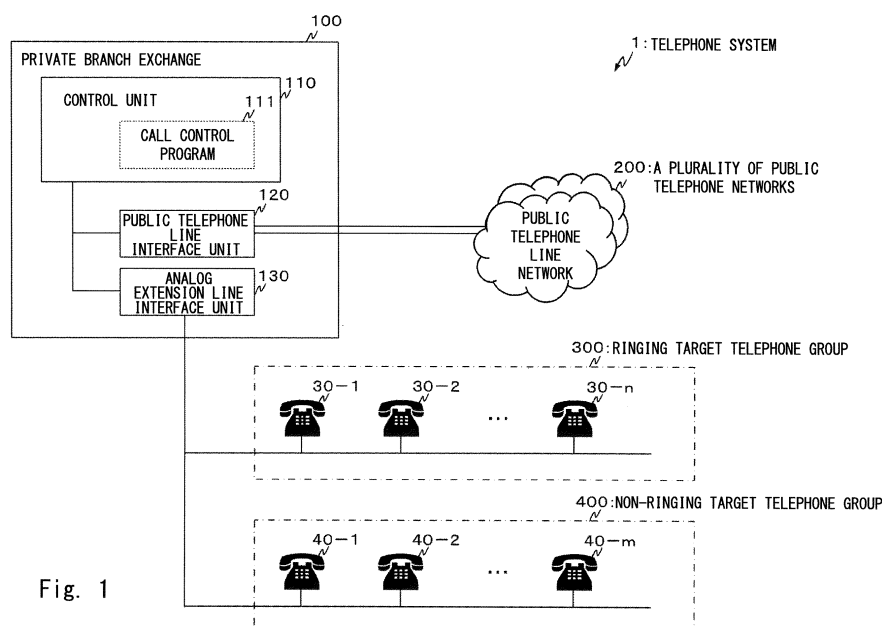 100
PRIVATE BRANCH EXCHANGE
1:TELEPHONE SYSTEM
110
CONTROL UNIT
111
CALL CONTROL
PROGRAM
200:A PLURALITY OF PUBLIC
TELEPHONE NETWORKS
120
PUBLIC TELEPHONE
LINE
INTERFACE UNIT
PUBLIC
TELEPHONE
LINE
NETWORK
130
ANALOG
EXTENSION LINE
INTERFACE UNIT
300:RINGING TARGET TELEPHONE GROUP
30-1
30-2
30-n
...
400:NON-RINGING TARGET TELEPHONE GROUP
40-1
40-2
40-m
...
Fig. 1